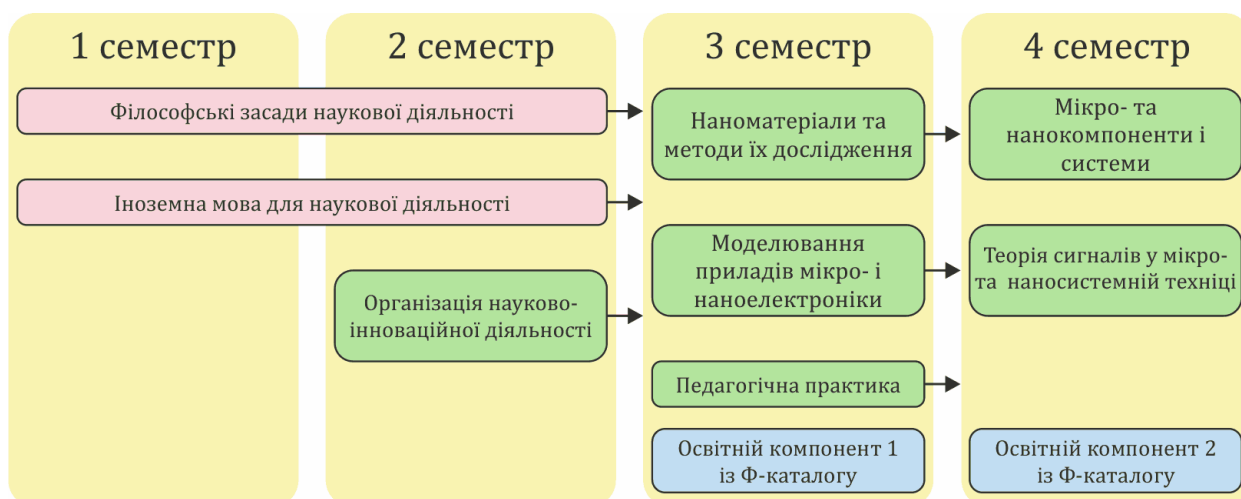 1 семестр
2 семестр
3 семестр
4 семестр
Філософські засади наукової діяльності
Іноземна мова для наукової діяльності
Організація науково-
інноваційної діяльності
Наноматеріали та
методи їх дослідження
Моделювання
приладів мікро- і
наноелектроніки
Педагогічна практика
Освітній компонент 1
із Ф-каталогу
Мікро- та
нанокомпоненти і
системи
Теорія сигналів у мікро-
та наносистемній техніці
Освітній компонент 2
із Ф-каталогу